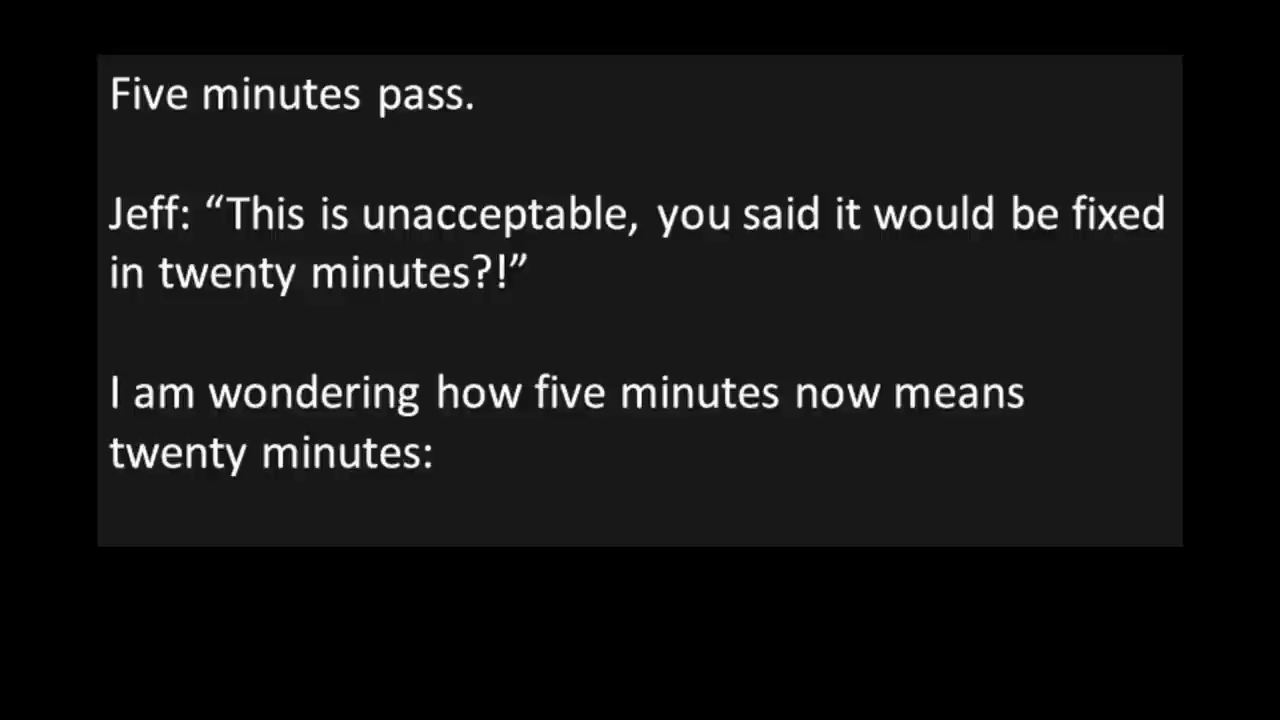 Five minutes pass.
Jeff: “This is unacceptable, you said it would be fixed
in twenty minutes?!”
I am wondering how five minutes now means
twenty minutes: